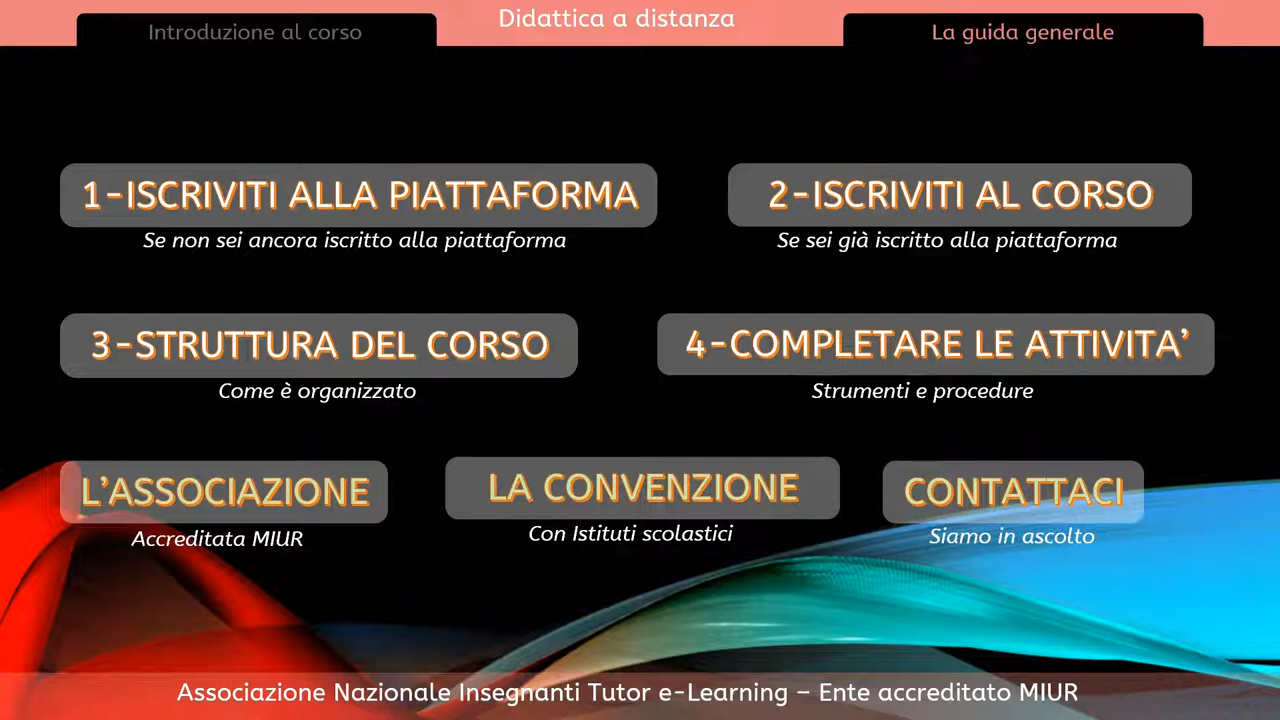 Didattica a distanza
Introduzione al corso
La guida generale
1-ISCRIVITI ALLA PIATTAFORMA
Se non sei ancora iscritto alla piattaforma
2-ISCRIVITI AL CORSO
Se sei già iscritto alla piattaforma
3-STRUTTURA DEL CORSO
Come è organizzato
4-COMPLETARE LE ATTIVITA’
Strumenti e procedure
L’ASSOCIAZIONE
Accreditata MIUR
LA CONVENZIONE
Con Istituti scolastici
CONTATTACI
Siamo in ascolto
Associazione Nazionale Insegnanti Tutor e-Learning – Ente accreditato MIUR